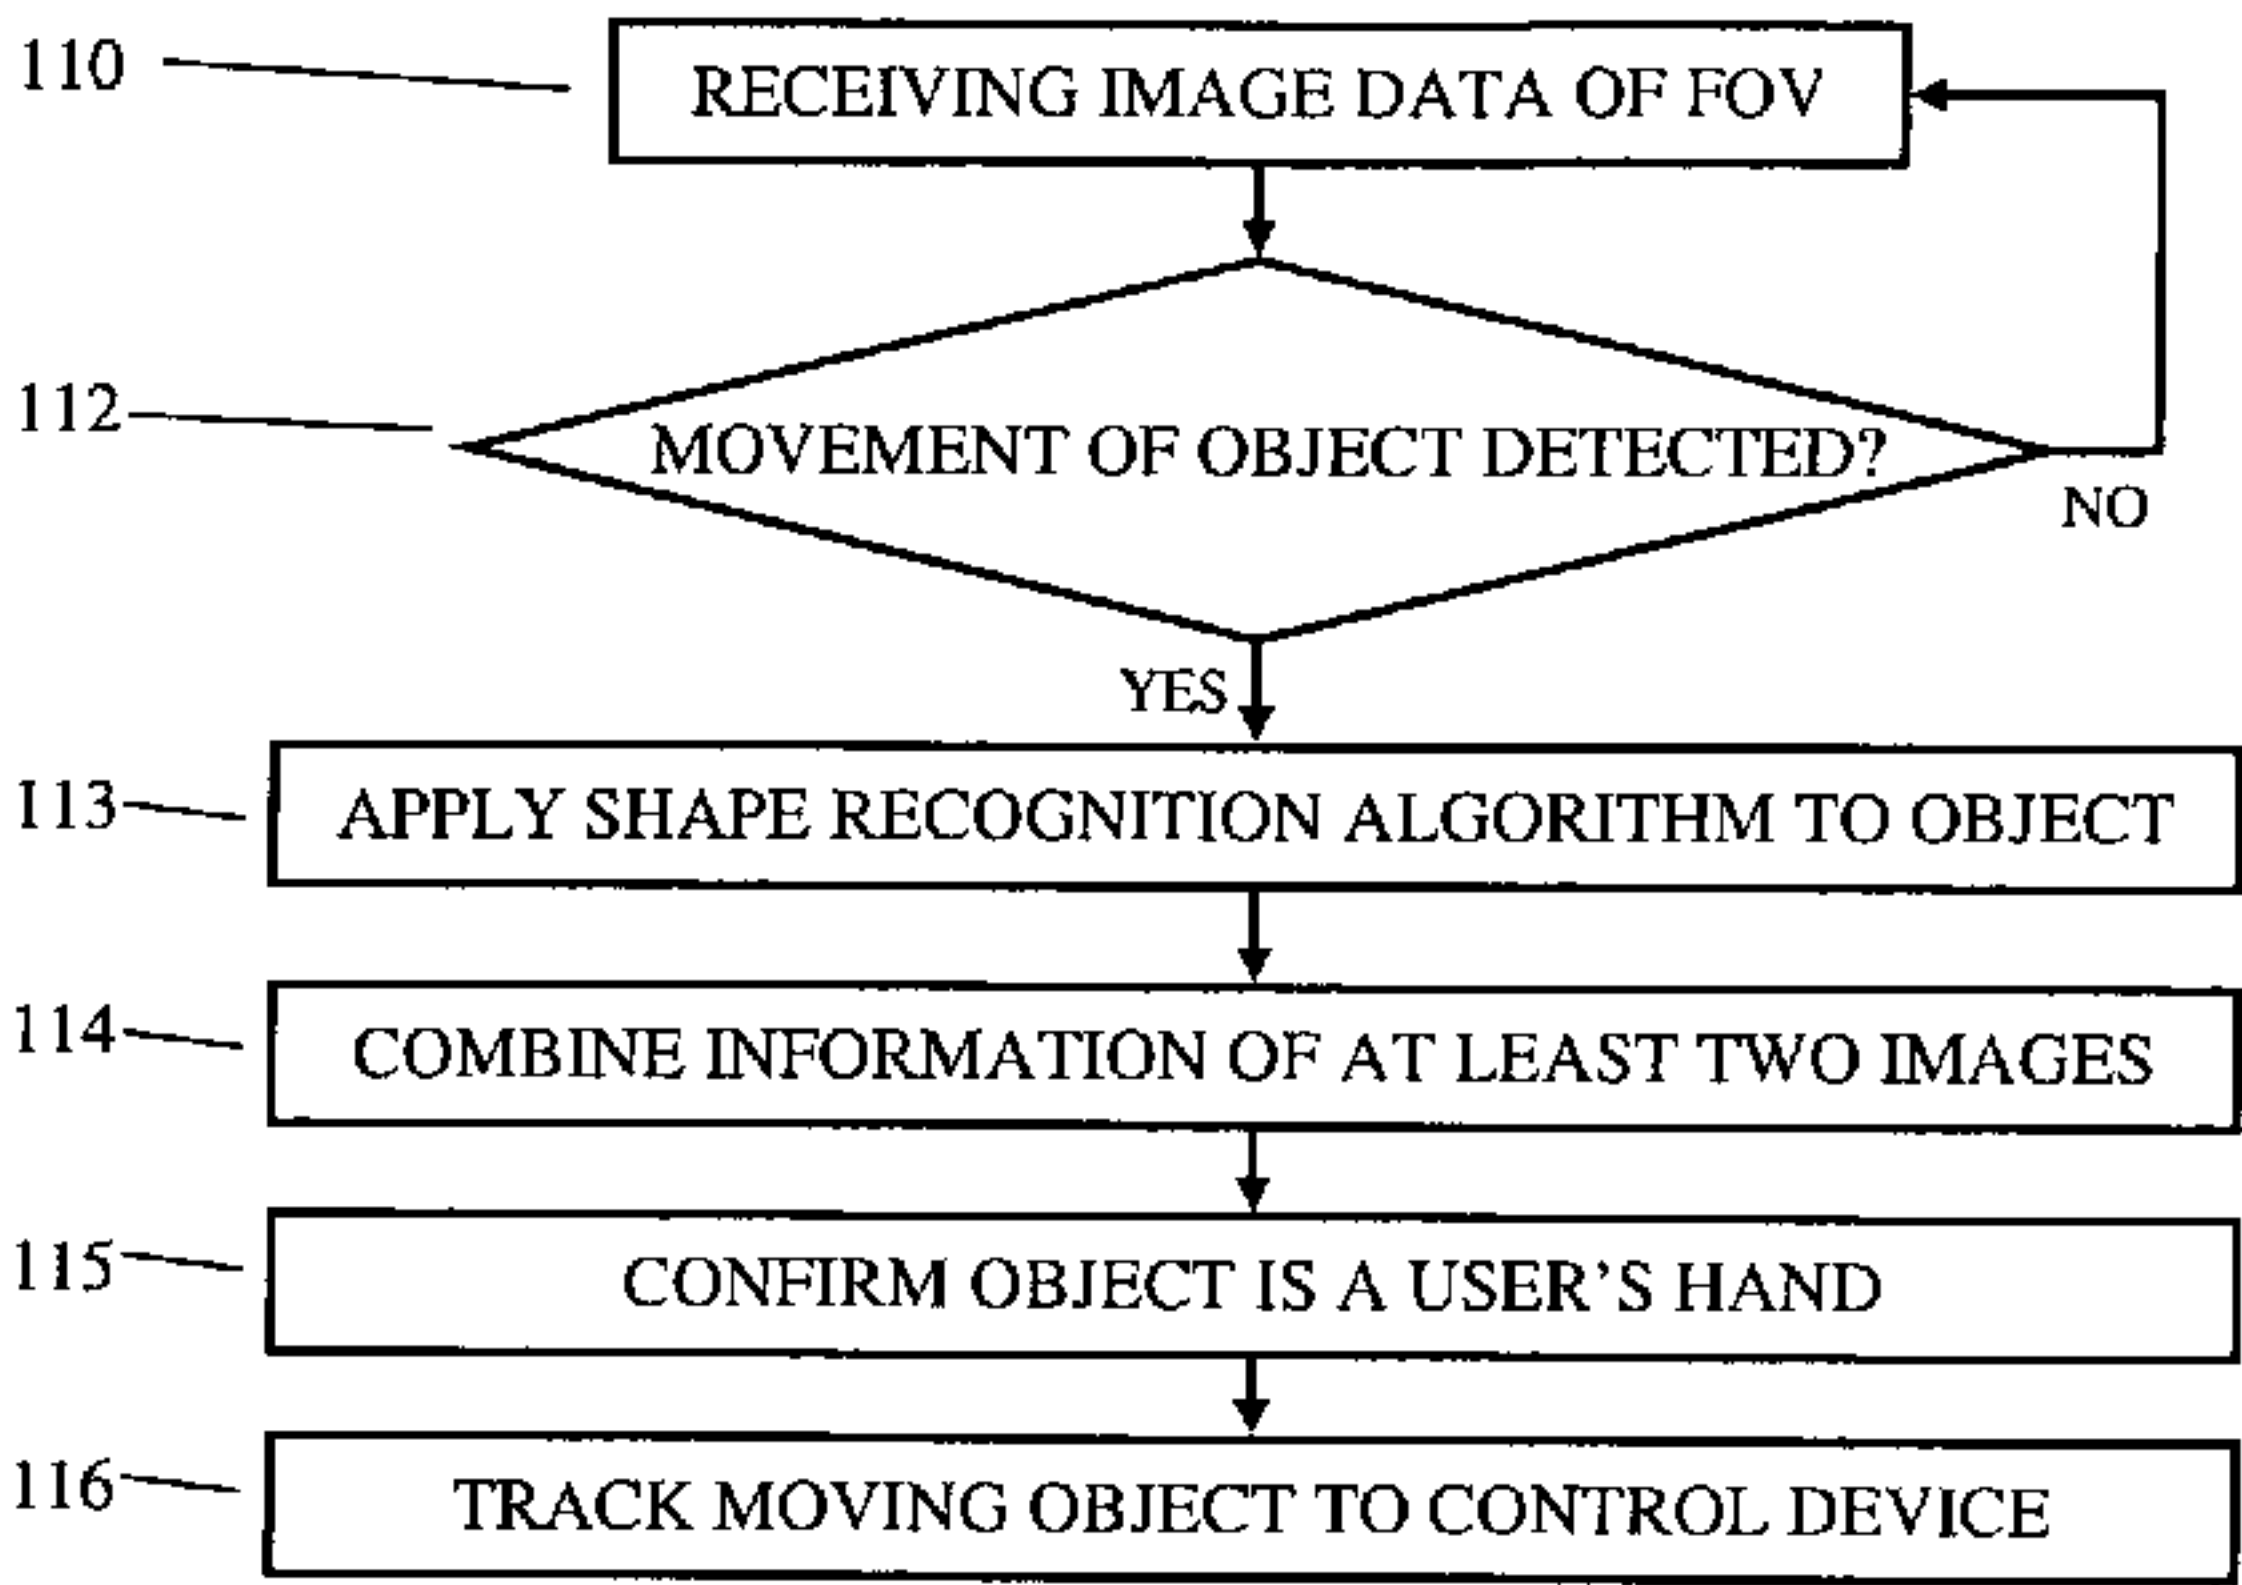 110
RECEIVING IMAGE DATA OF FOV
112
MOVEMENT OF OBJECT DETECTED?
NO
YES
113
APPLY SHAPE RECOGNITION ALGORITHM TO OBJECT
114
COMBINE INFORMATION OF AT LEAST TWO IMAGES
115
CONFIRM OBJECT IS A USER'S HAND
116
TRACK MOVING OBJECT TO CONTROL DEVICE